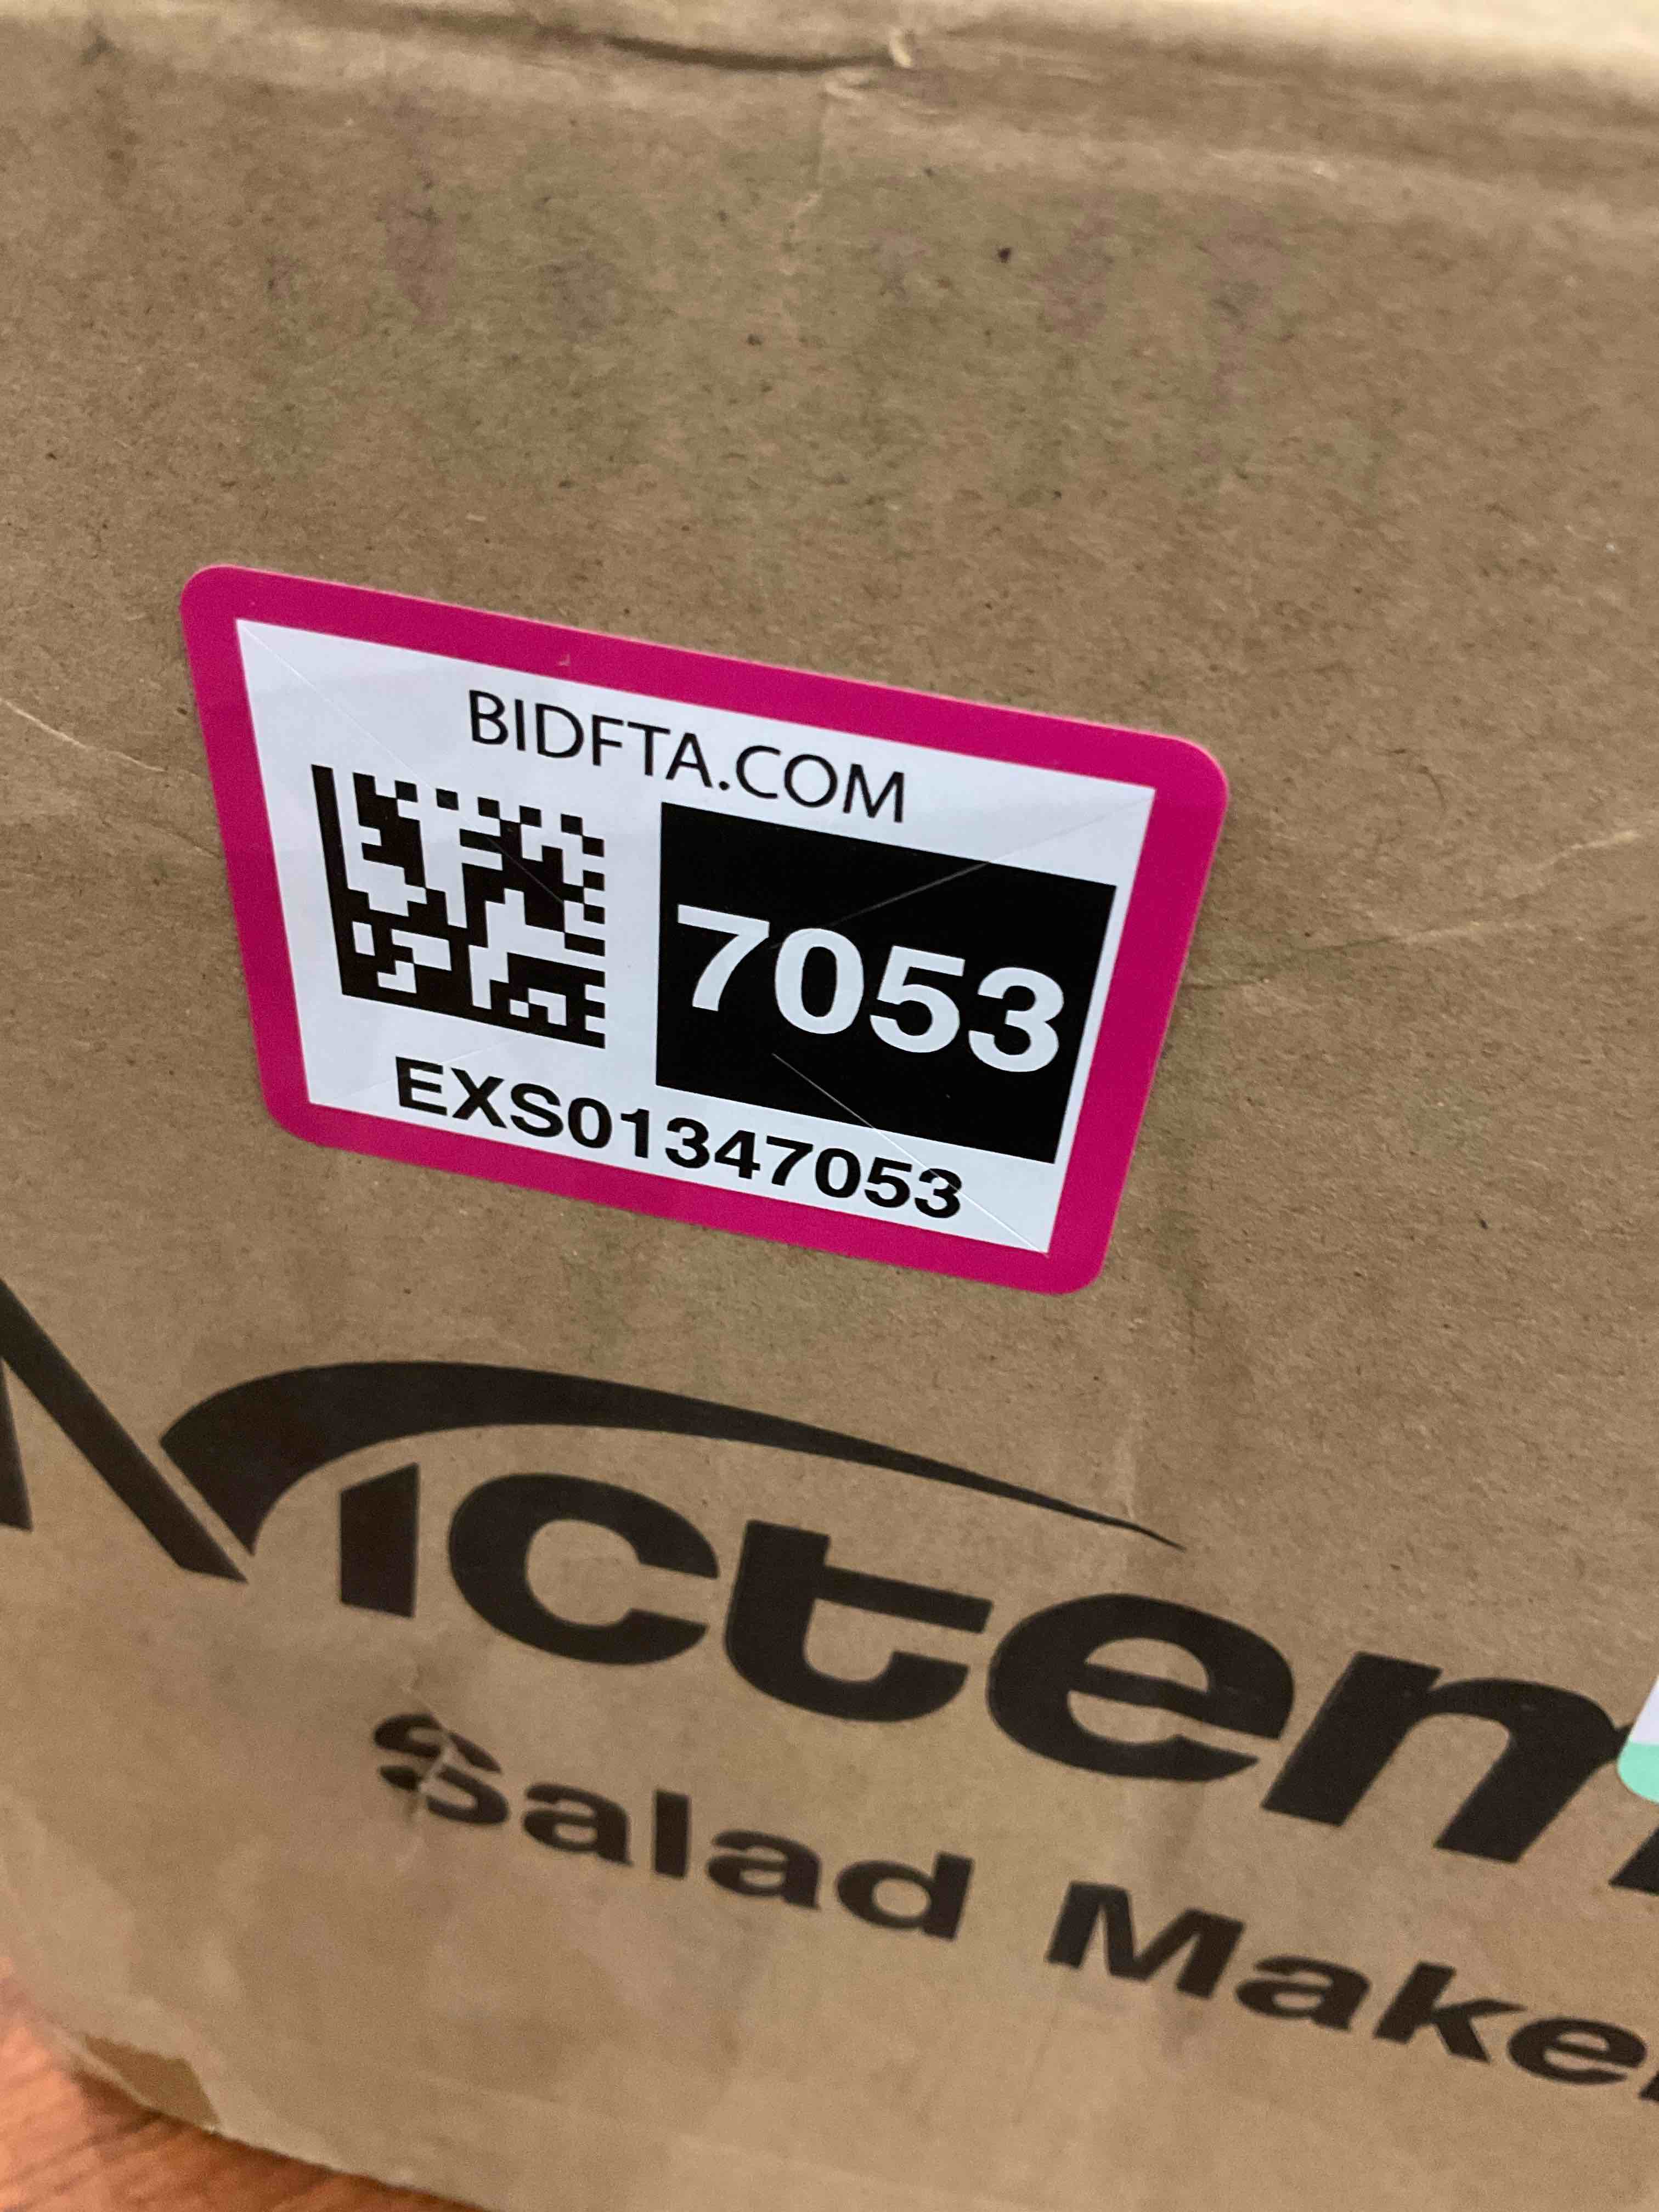 BIDFTA.COM
7053
EXS01347053
Salad Make